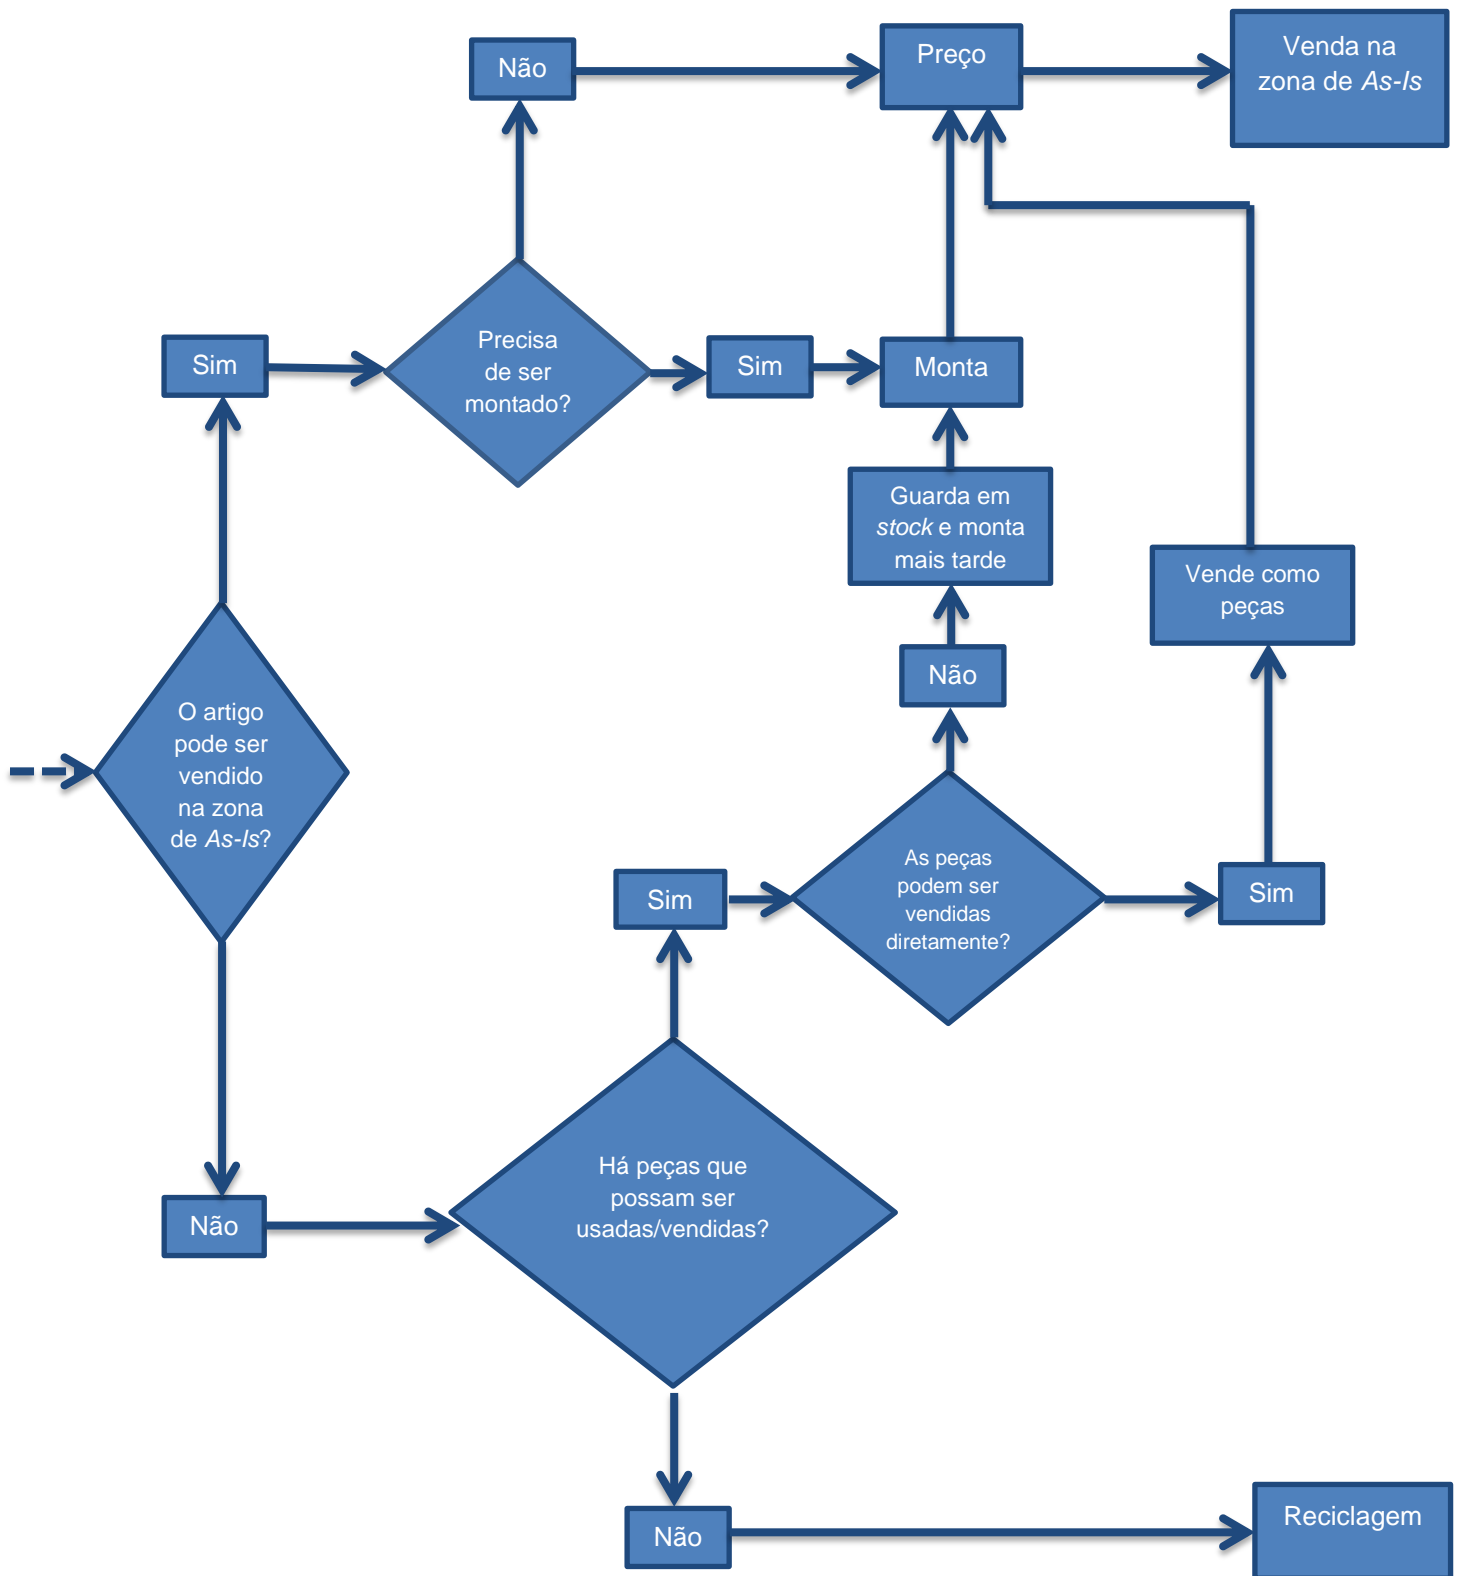 Não
Preço
Venda na
zona de As-Is
Precisa
de ser
montado?
Sim
Sim
Monta
Guarda em
stock e monta
mais tarde
Vende como
peças
Não
O artigo
pode ser
vendido
na zona
de As-Is?
As peças
podem ser
vendidas
diretamente?
Sim
Sim
Há peças que
possam ser
usadas/vendidas?
Não
Não
Reciclagem